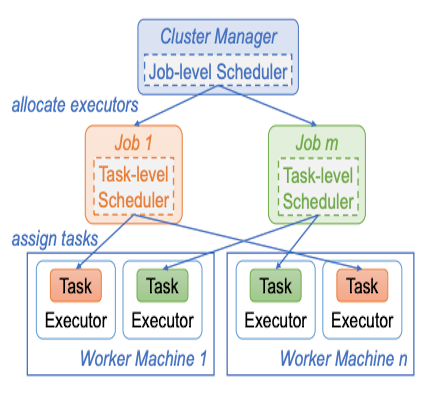 Cluster Manager
Job-level Scheduler
allocate executors
Job 1
Job m
Task-level
Scheduler
Task-level
Scheduler
assign tasks
Task
Task
Task
Task
Executor
Executor
Executor
Executor
Worker Machine 1
Worker Machine n